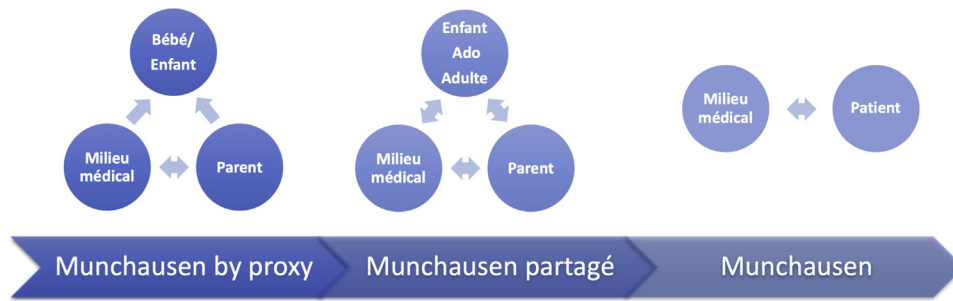 Bébé/
Enfant
Milieu
médical
Parent
Enfant
Ado
Adulte
Milieu
médical
Parent
Milieu
médical
Patient
Munchausen by proxy
Munchausen partagé
Munchausen